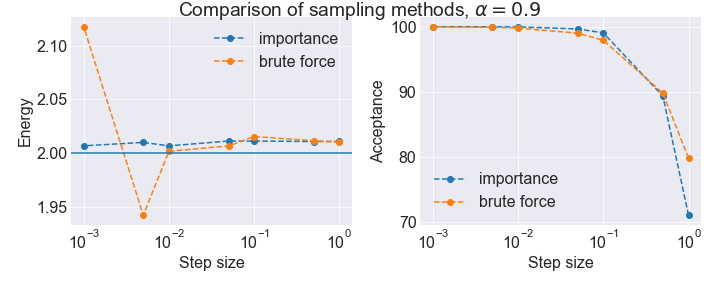 Comparison of sampling methods, α = 0.9
importance
brute force
Energy
2.10
2.05
2.00
1.95
10⁻³ 10⁻² 10⁻¹ 10⁰
Step size
Acceptance
100
90
80
70
importance
brute force
10⁻³ 10⁻² 10⁻¹ 10⁰
Step size